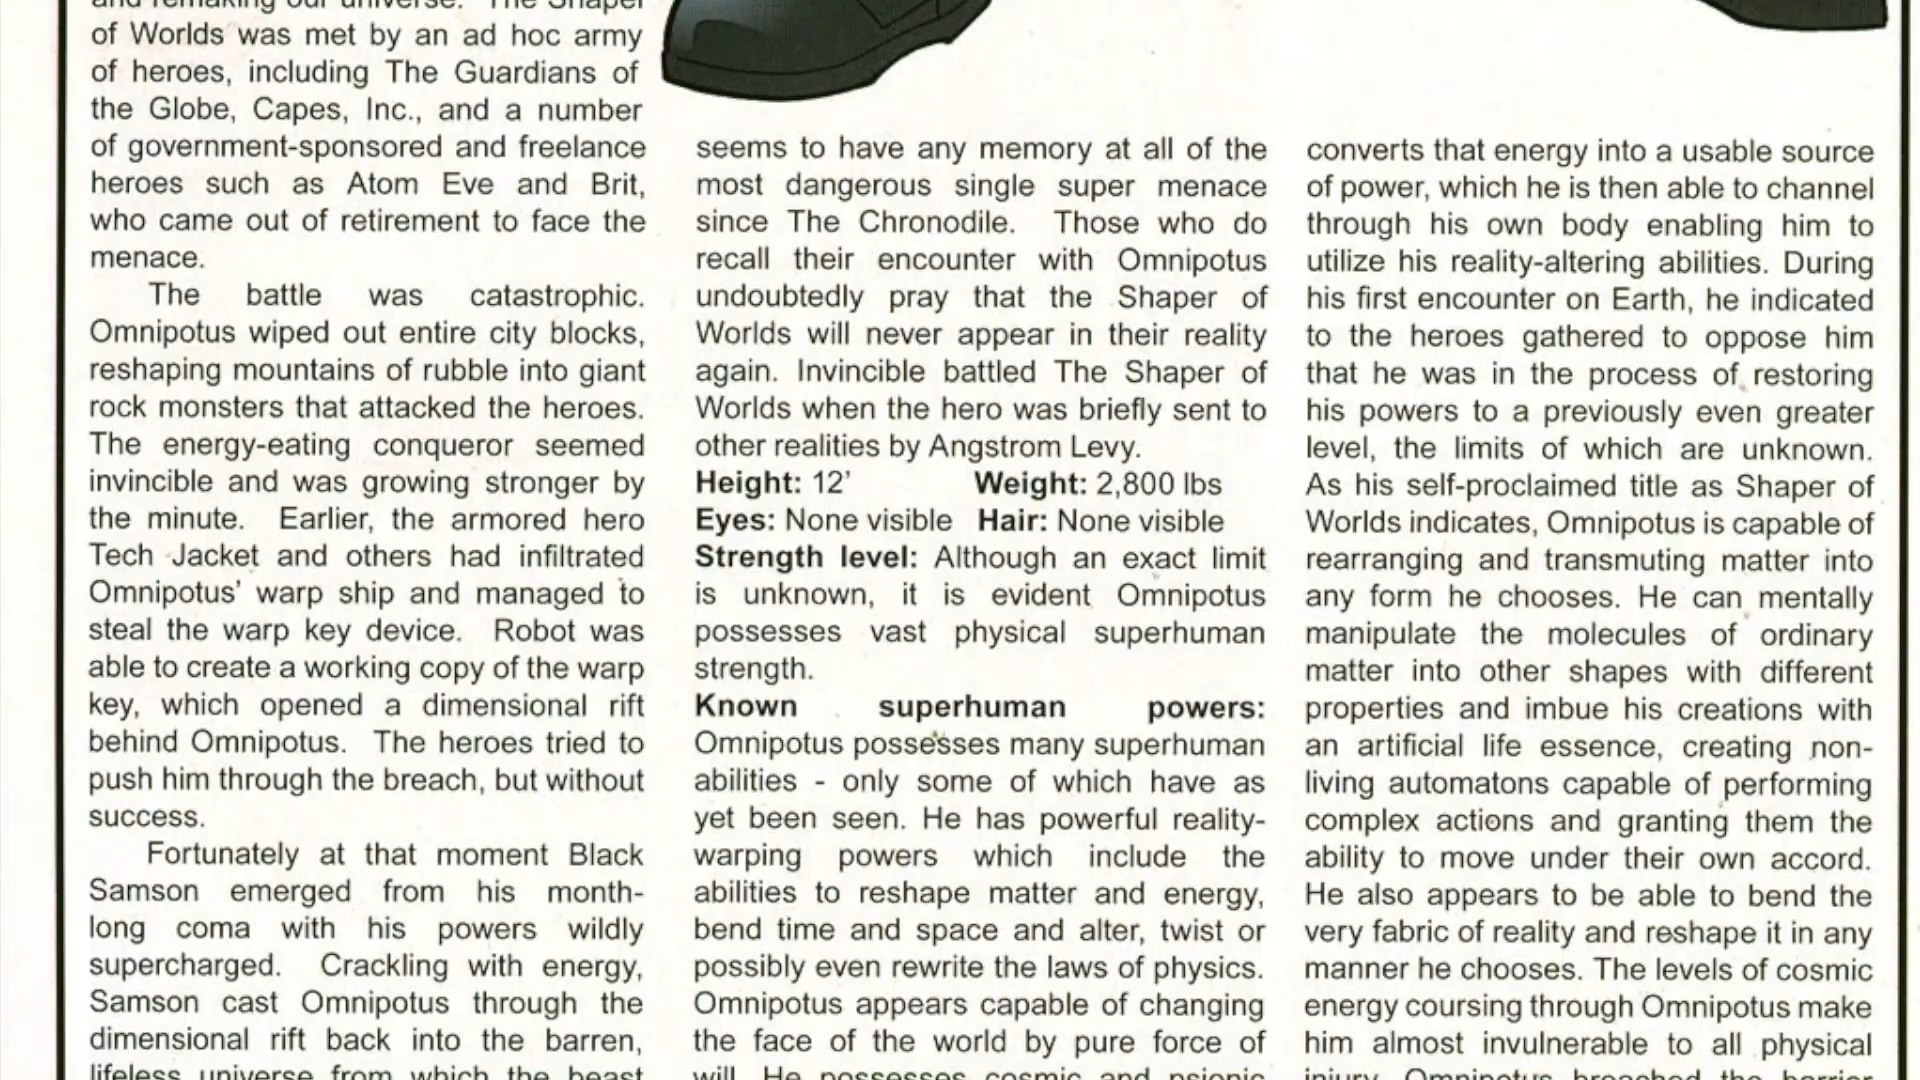 and remaking our universe. The Shaper
of Worlds was met by an ad hoc army
of heroes, including The Guardians of
the Globe, Capes, Inc., and a number
of government-sponsored and freelance
heroes such as Atom Eve and Brit,
who came out of retirement to face the
menace.
The battle was catastrophic.
Omnipotus wiped out entire city blocks,
reshaping mountains of rubble into giant
rock monsters that attacked the heroes.
The energy-eating conqueror seemed
invincible and was growing stronger by
the minute. Earlier, the armored hero
Tech Jacket and others had infiltrated
Omnipotus' warp ship and managed to
steal the warp key device. Robot was
able to create a working copy of the warp
key, which opened a dimensional rift
behind Omnipotus. The heroes tried to
push him through the breach, but without
success.
Fortunately at that moment Black
Samson emerged from his month-
long coma with his powers wildly
supercharged. Crackling with energy,
Samson cast Omnipotus through the
dimensional rift back into the barren,
lifeless universe from which the beast
seems to have any memory at all of the
most dangerous single super menace
since The Chronodile. Those who do
recall their encounter with Omnipotus
undoubtedly pray that the Shaper of
Worlds will never appear in their reality
again. Invincible battled The Shaper of
Worlds when the hero was briefly sent to
other realities by Angstrom Levy.
Height: 12' Weight: 2,800 lbs
Eyes: None visible Hair: None visible
Strength level: Although an exact limit
is unknown, it is evident Omnipotus
possesses vast physical superhuman
strength.
Known superhuman powers:
Omnipotus possesses many superhuman
abilities - only some of which have as
yet been seen. He has powerful reality-
warping powers which include the
abilities to reshape matter and energy,
bend time and space and alter, twist or
possibly even rewrite the laws of physics.
Omnipotus appears capable of changing
the face of the world by pure force of
will. He possesses cosmic and psionic
converts that energy into a usable source
of power, which he is then able to channel
through his own body enabling him to
utilize his reality-altering abilities. During
his first encounter on Earth, he indicated
to the heroes gathered to oppose him
that he was in the process of restoring
his powers to a previously even greater
level, the limits of which are unknown.
As his self-proclaimed title as Shaper of
Worlds indicates, Omnipotus is capable of
rearranging and transmuting matter into
any form he chooses. He can mentally
manipulate the molecules of ordinary
matter into other shapes with different
properties and imbue his creations with
an artificial life essence, creating non-
living automatons capable of performing
complex actions and granting them the
ability to move under their own accord.
He also appears to be able to bend the
very fabric of reality and reshape it in any
manner he chooses. The levels of cosmic
energy coursing through Omnipotus make
him almost invulnerable to all physical
injury. Omnipotus breached the barrier